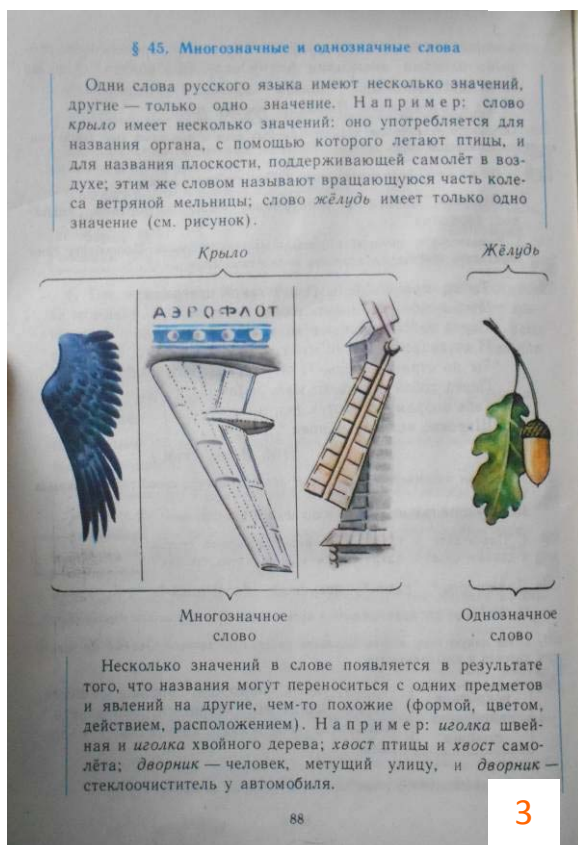 § 45. Многозначные и однозначные слова
Одни слова русского языка имеют несколько значений,
другие — только одно значение. Например: слово
крыло имеет несколько значений: оно употребляется для
названия органа, с помощью которого летают птицы, и
для названия плоскости, поддерживающей самолёт в воз-
духе; этим же словом называют вращающуюся часть коле-
са ветряной мельницы; слово жёлудь имеет только одно
значение (см. рисунок).
Крыло
Жёлудь
АЭРОФЛОТ
Многозначное
слово
Однозначное
слово
Несколько значений в слове появляется в результате
того, что названия могут переноситься с одних предметов
и явлений на другие, чем-то похожие (формой, цветом,
действием, расположением). Например: иголка швей-
ная и иголка хвойного дерева; хвост птицы и хвост само-
лёта; дворник — человек, метущий улицу, и дворник —
стеклоочиститель у автомобиля.
88
3